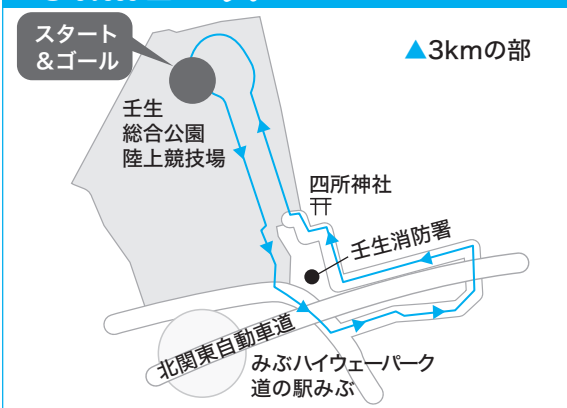 スタート
&ゴール
▲3kmの部
壬生
総合公園
陸上競技場
四所神社
壬生消防署
北関東自動車道
みぶハイウェーパーク
道の駅みぶ